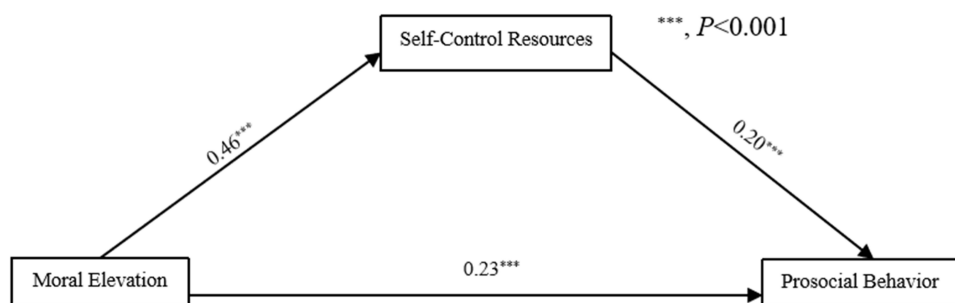 Self-Control Resources
***, P<0.001
0.46***
0.20***
0.23***
Moral Elevation
Prosocial Behavior